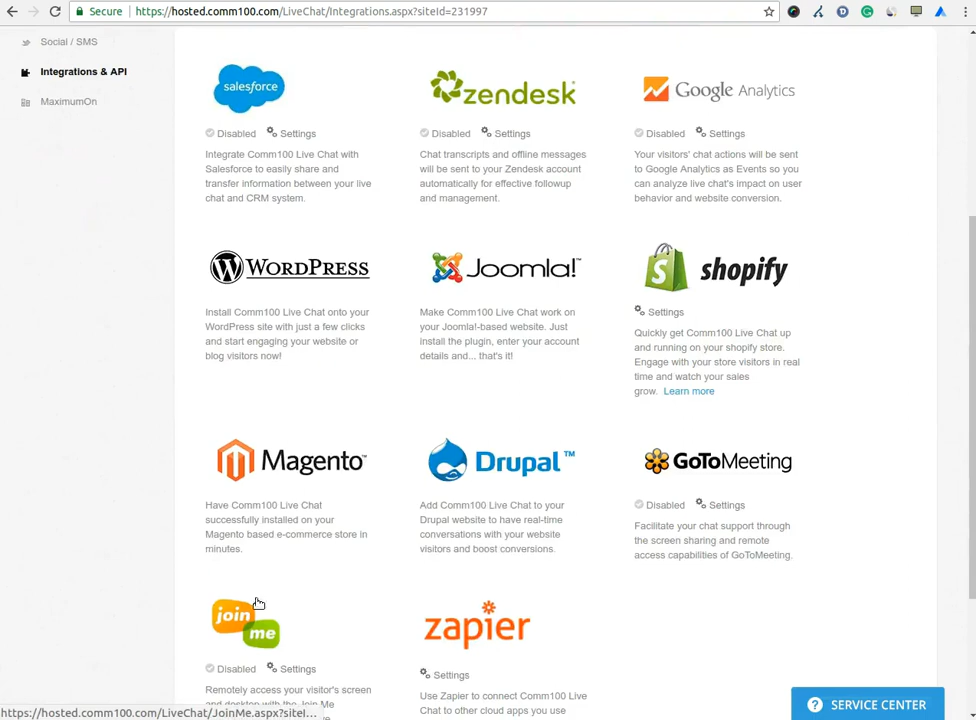 Secure
https://hosted.comm100.com/LiveChat/Integrations.aspx?siteId=231997
Social / SMS
Integrations & API
MaximumOn
salesforce
Disabled Settings
Integrate Comm100 Live Chat with
Salesforce to easily share and
transfer information between your live
chat and CRM system.
zendesk
Disabled Settings
Chat transcripts and offline messages
will be sent to your Zendesk account
automatically for effective followup
and management.
Google Analytics
Disabled Settings
Your visitors' chat actions will be sent
to Google Analytics as Events so you
can analyze live chat's impact on user
behavior and website conversion.
WORDPRESS
Install Comm100 Live Chat onto your
WordPress site with just a few clicks
and start engaging your website or
blog visitors now!
Joomla!™
Make Comm100 Live Chat work on
your Joomla!-based website. Just
install the plugin, enter your account
details and... that's it!
shopify
Settings
Quickly get Comm100 Live Chat up
and running on your shopify store.
Engage with your store visitors in real
time and watch your sales
grow. Learn more
Magento™
Have Comm100 Live Chat
successfully installed on your
Magento based e-commerce store in
minutes.
Drupal™
Add Comm100 Live Chat to your
Drupal website to have real-time
conversations with your website
visitors and boost conversions.
GoToMeeting
Disabled Settings
Facilitate your chat support through
the screen sharing and remote
access capabilities of GoToMeeting.
join
me
Disabled Settings
Remotely access your visitor's screen
and desktop with the Join.Me
zapier
Settings
Use Zapier to connect Comm100 Live
Chat to other cloud apps you use
SERVICE CENTER
https://hosted.comm100.com/LiveChat/JoinMe.aspx?siteI...